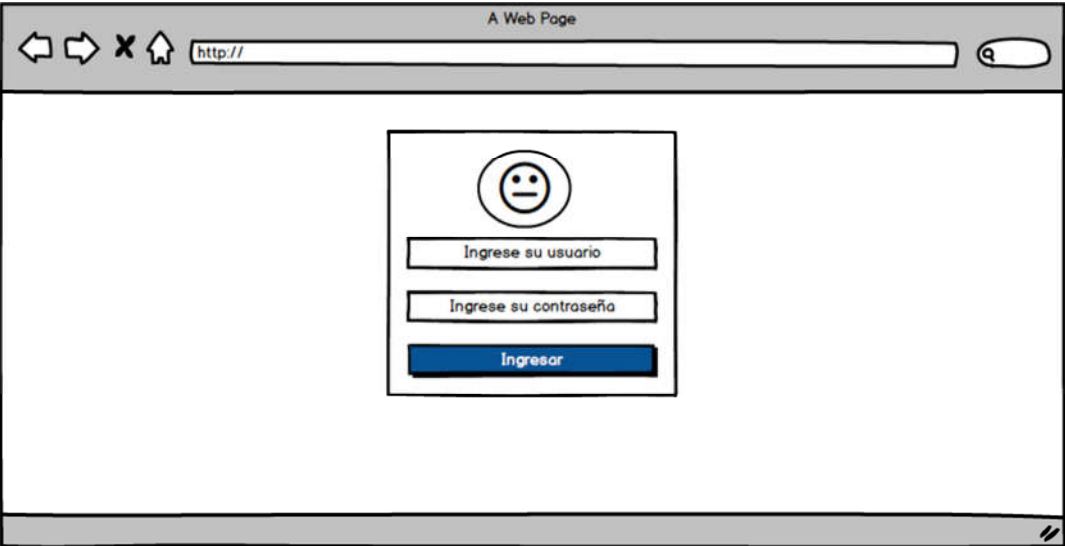 A Web Page
http://
Ingrese su usuario
Ingrese su contraseña
Ingresar